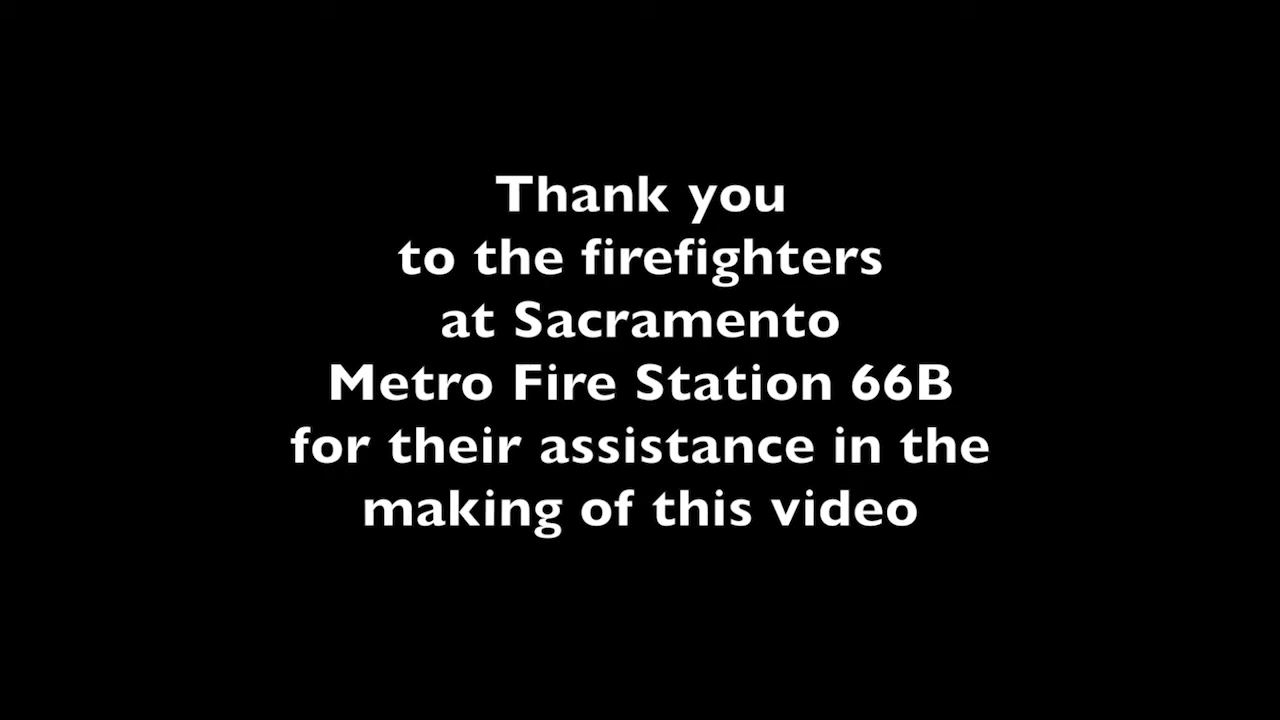 Thank you
to the firefighters
at Sacramento
Metro Fire Station 66B
for their assistance in the
making of this video